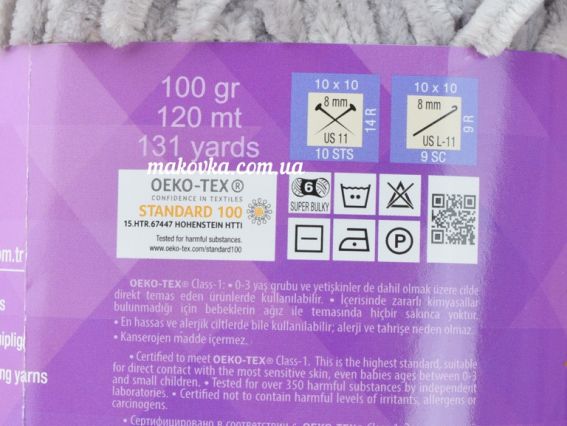 100 gr
120 mt
131 yards
10 x 10
8 mm
US 11
14 R
10 STS
10 x 10
8 mm
US L-11
9 R
9 SC
makovka.com.ua
OEKO-TEX®
CONFIDENCE IN TEXTILES
STANDARD 100
15.HTR.67447 HOHENSTEIN HTTI
Tested for harmful substances.
www.oeko-tex.com/standard100
6
SUPER BULKY
P
om.tr
s
ng yarns
OEKO-TEX® Class-1: • 0-3 yaş grubu ve yetişkinler de dahil olmak üzere cilde
direkt temas eden ürünlerde kullanılabilir. • İçerisinde zararlı kimyasallar
bulunmadığı için bebeklerin ağız ile temasında hiçbir sakınca yoktur.
• En hassas ve alerjik ciltlerde bile kullanılabilir; alerji ve tahrişe neden olmaz.
• Kanserojen madde içermez.
• Certified to meet OEKO-TEX® Class-1. This is the highest standard, suitable
for direct contact with the most sensitive skin, even babies ages between 0-3
and small children. • Tested for over 350 harmful substances by independent
laboratories. • Certified not to contain harmful levels of irritants, allergens or
carcinogens.
• Сертифицировано в соответствии с OEKO-TEX®